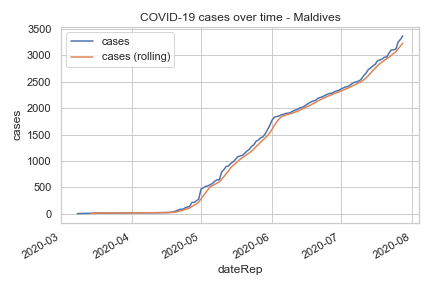 COVID-19 cases over time - Maldives
cases
cases (rolling)
3500
3000
2500
2000
1500
1000
500
0
cases
2020-03
2020-04
2020-05
2020-06
2020-07
2020-08
dateRep